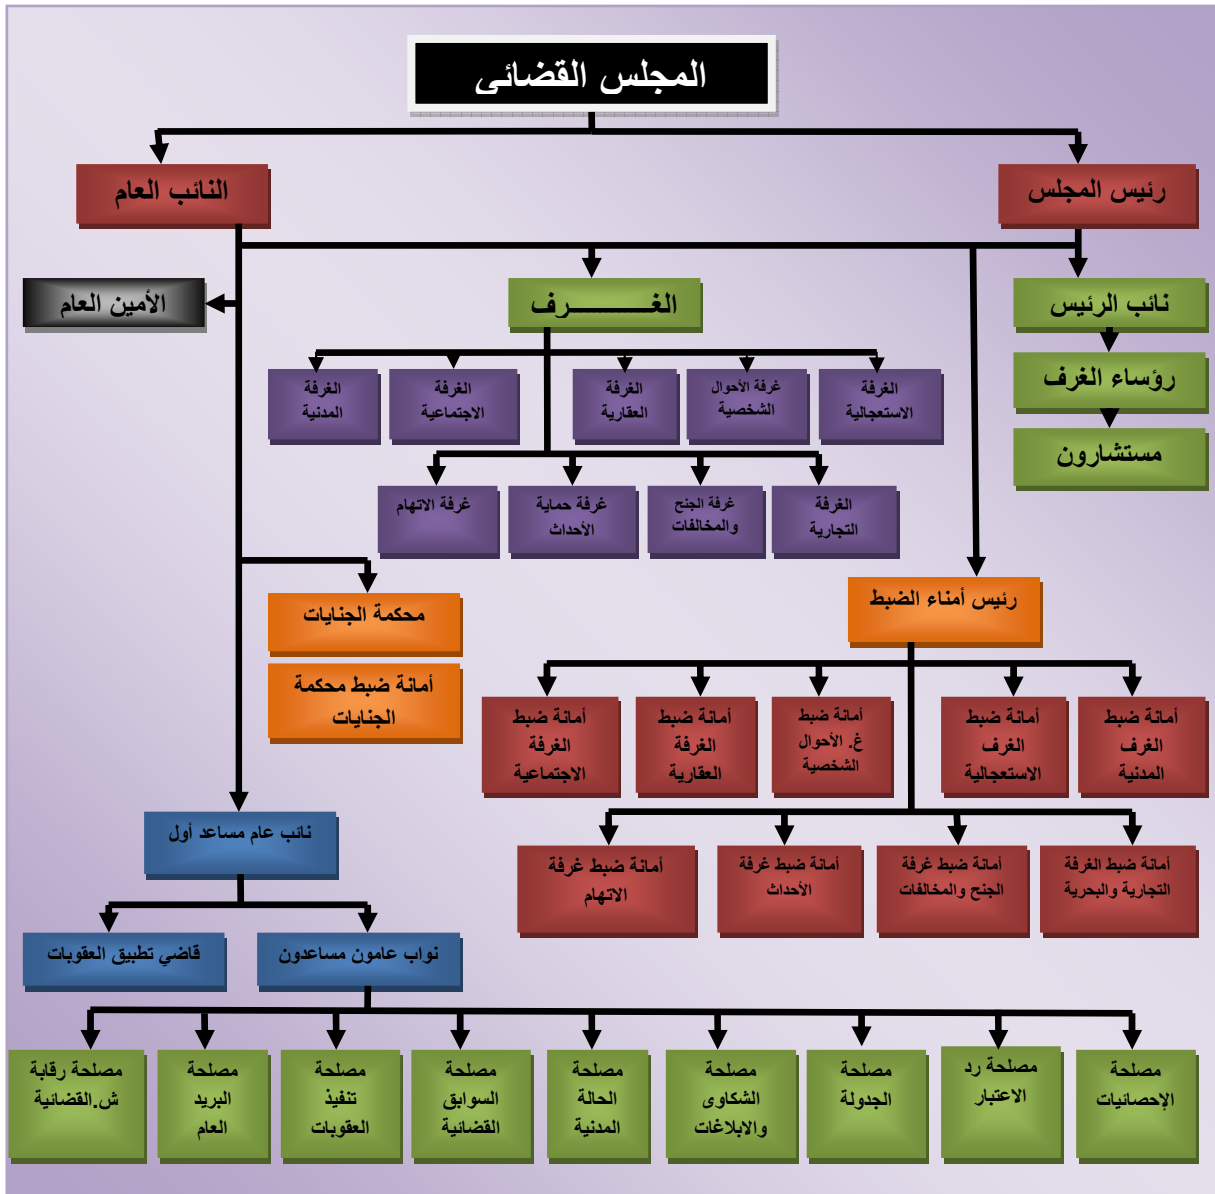 المجلس القضائى
رئيس المجلس
النائب العام
نائب الرئيس
الغـــــــــــرف
الأمين العام
رؤساء الغرف
مستشارون
الغرفة
الاستعجالية
غرفة الأحوال
الشخصية
الغرفة
العقارية
الغرفة
الاجتماعية
الغرفة
المدنية
الغرفة
التجارية
غرفة الجنح
والمخالفات
غرفة حماية
الأحداث
غرفة الاتهام
رئيس أمناء الضبط
محكمة الجنايات
أمانة ضبط محكمة
الجنايات
أمانة ضبط
الغرف
المدنية
أمانة ضبط
الغرف
الاستعجالية
أمانة ضبط
غ. الأحوال
الشخصية
أمانة ضبط
الغرفة
العقارية
أمانة ضبط
الغرفة
الاجتماعية
أمانة ضبط الغرفة
التجارية والبحرية
أمانة ضبط غرفة
الجنح والمخالفات
أمانة ضبط غرفة
الأحداث
أمانة ضبط غرفة
الاتهام
نائب عام مساعد أول
نواب عامون مساعدون
قاضي تطبيق العقوبات
مصلحة
الإحصائيات
مصلحة رد
الاعتبار
مصلحة
الجدولة
مصلحة
الشكاوى
والابلاغات
مصلحة
الحالة
المدنية
مصلحة
السوابق
القضائية
مصلحة
تنفيذ
العقوبات
مصلحة
البريد
العام
مصلحة رقابة
ش.القضائية